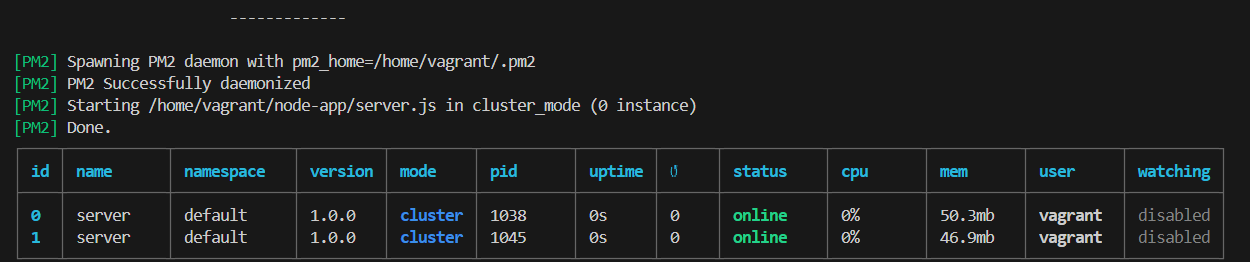 -------------
[PM2] Spawning PM2 daemon with pm2_home=/home/vagrant/.pm2
[PM2] PM2 Successfully daemonized
[PM2] Starting /home/vagrant/node-app/server.js in cluster_mode (0 instance)
[PM2] Done.
id name namespace version mode pid uptime ↺ status cpu mem user watching
0 server default 1.0.0 cluster 1038 0s 0 online 0% 50.3mb vagrant disabled
1 server default 1.0.0 cluster 1045 0s 0 online 0% 46.9mb vagrant disabled